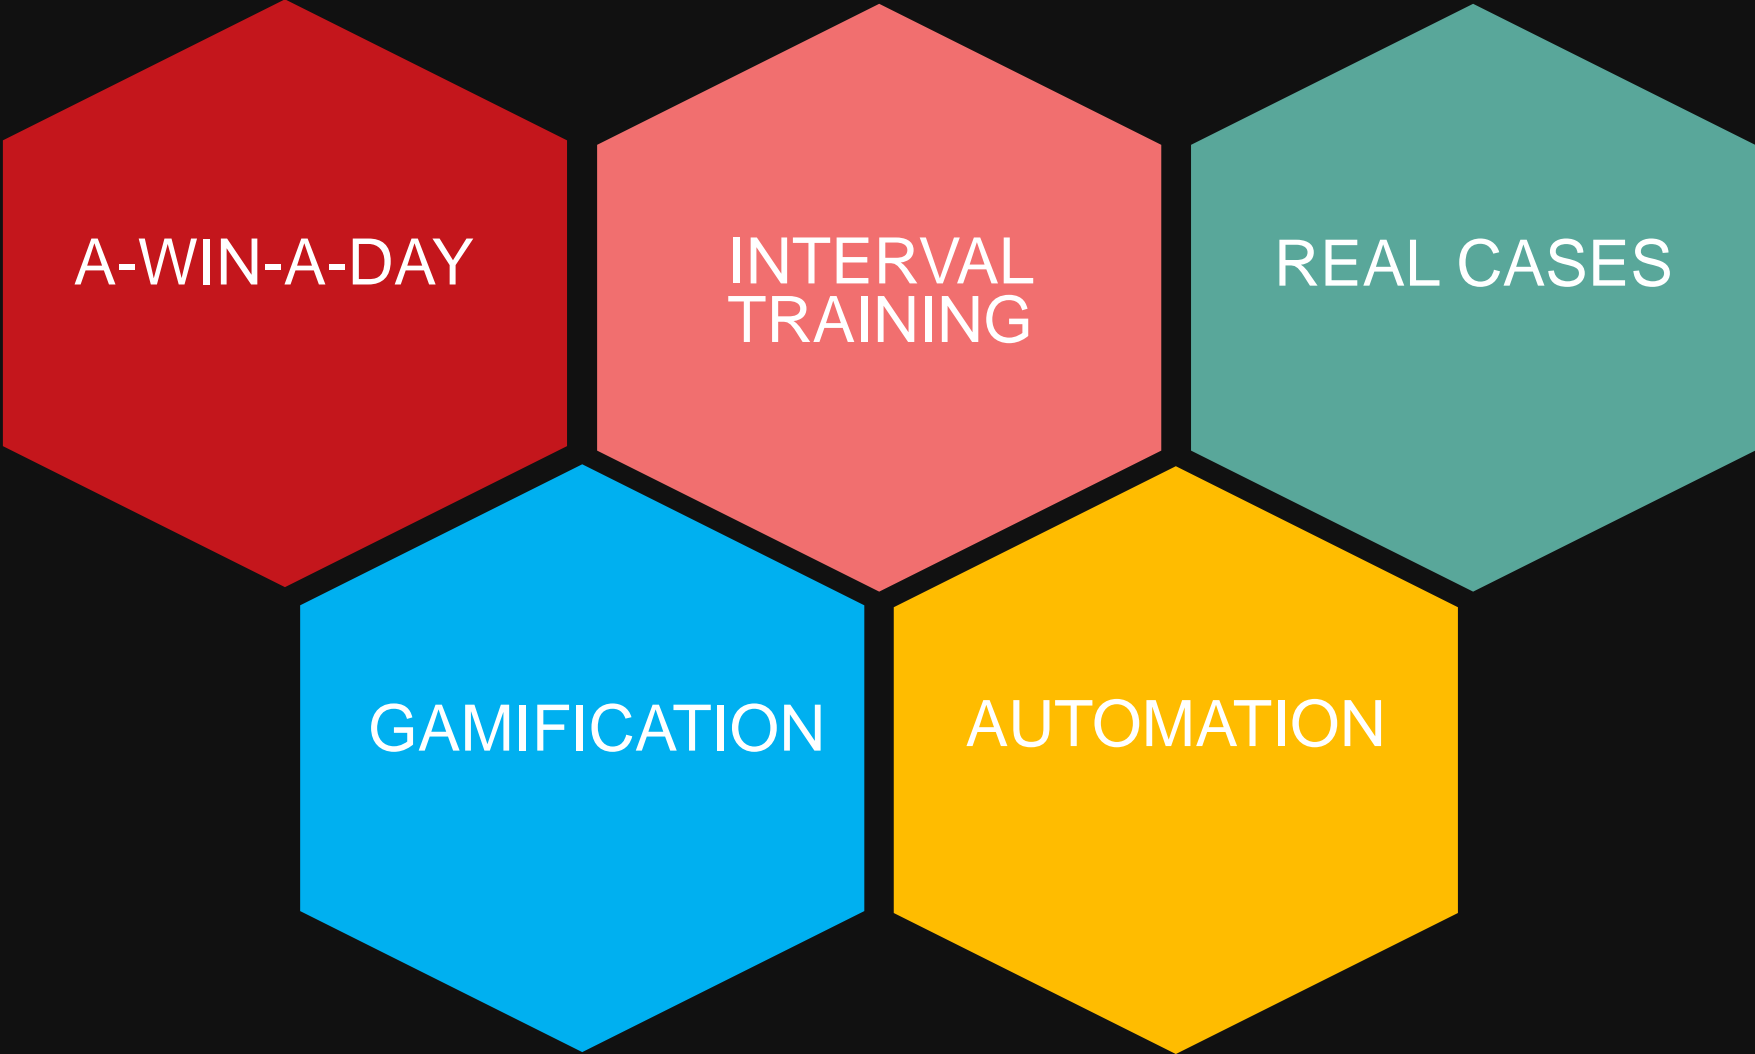 A-WIN-A-DAY
INTERVAL
TRAINING
REAL CASES
GAMIFICATION
AUTOMATION